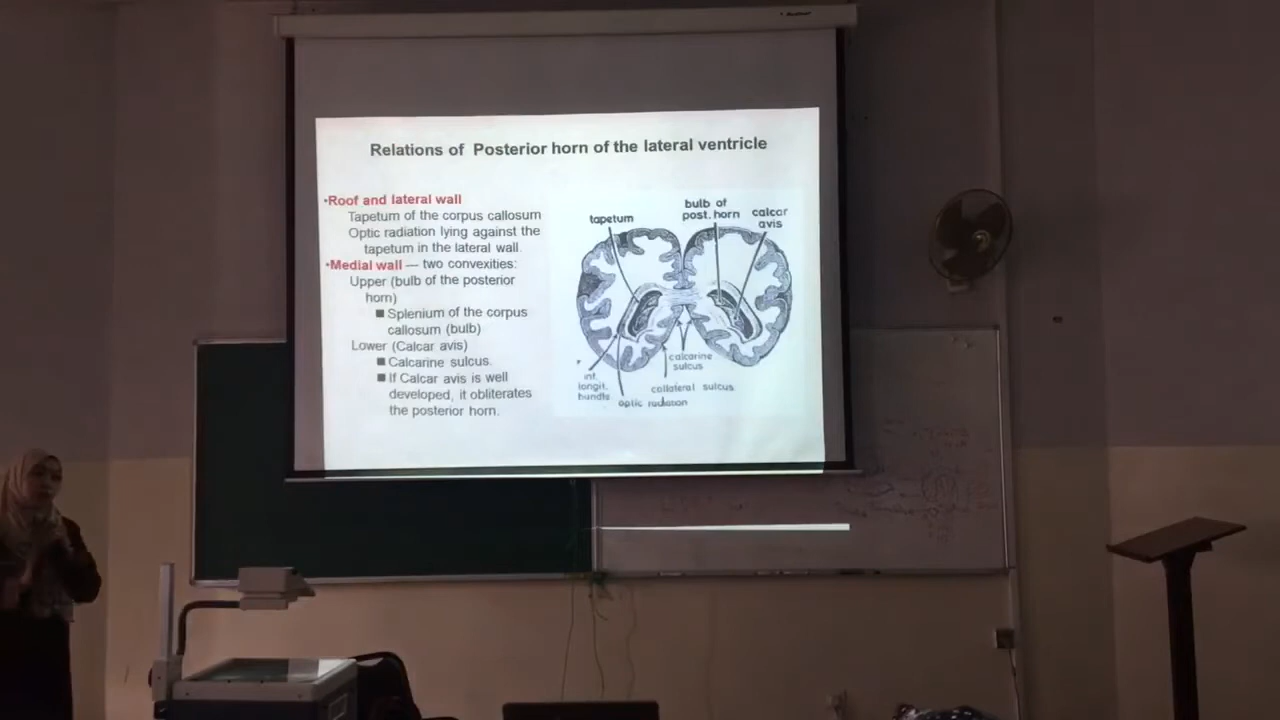 Relations of Posterior horn of the lateral ventricle
•Roof and lateral wall
Tapetum of the corpus callosum
Optic radiation lying against the
tapetum in the lateral wall.
•Medial wall — two convexities:
Upper (bulb of the posterior
horn)
■ Splenium of the corpus
callosum (bulb)
Lower (Calcar avis)
■ Calcarine sulcus.
■ If Calcar avis is well
developed, it obliterates
the posterior horn.
tapetum
bulb of
post. horn
calcar
avis
calcarine
sulcus
int.
longit.
bundle
collateral sulcus
optic radiation